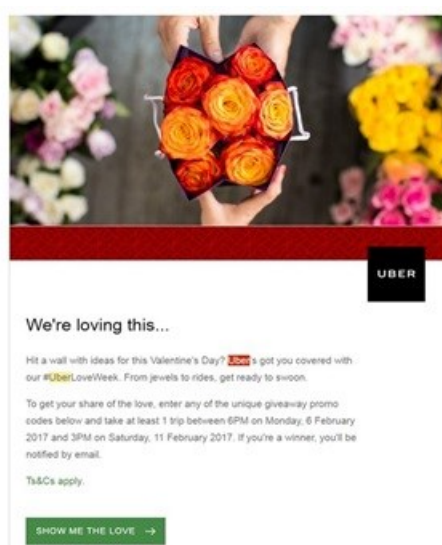 UBER
We're loving this...
Hit a wall with ideas for this Valentine's Day? Uber's got you covered with
our #UberLoveWeek. From jewels to rides, get ready to swoon.
To get your share of the love, enter any of the unique giveaway promo
codes below and take at least 1 trip between 6PM on Monday, 6 February
2017 and 3PM on Saturday, 11 February 2017. If you're a winner, you'll be
notified by email.
Ts&Cs apply.
SHOW ME THE LOVE →